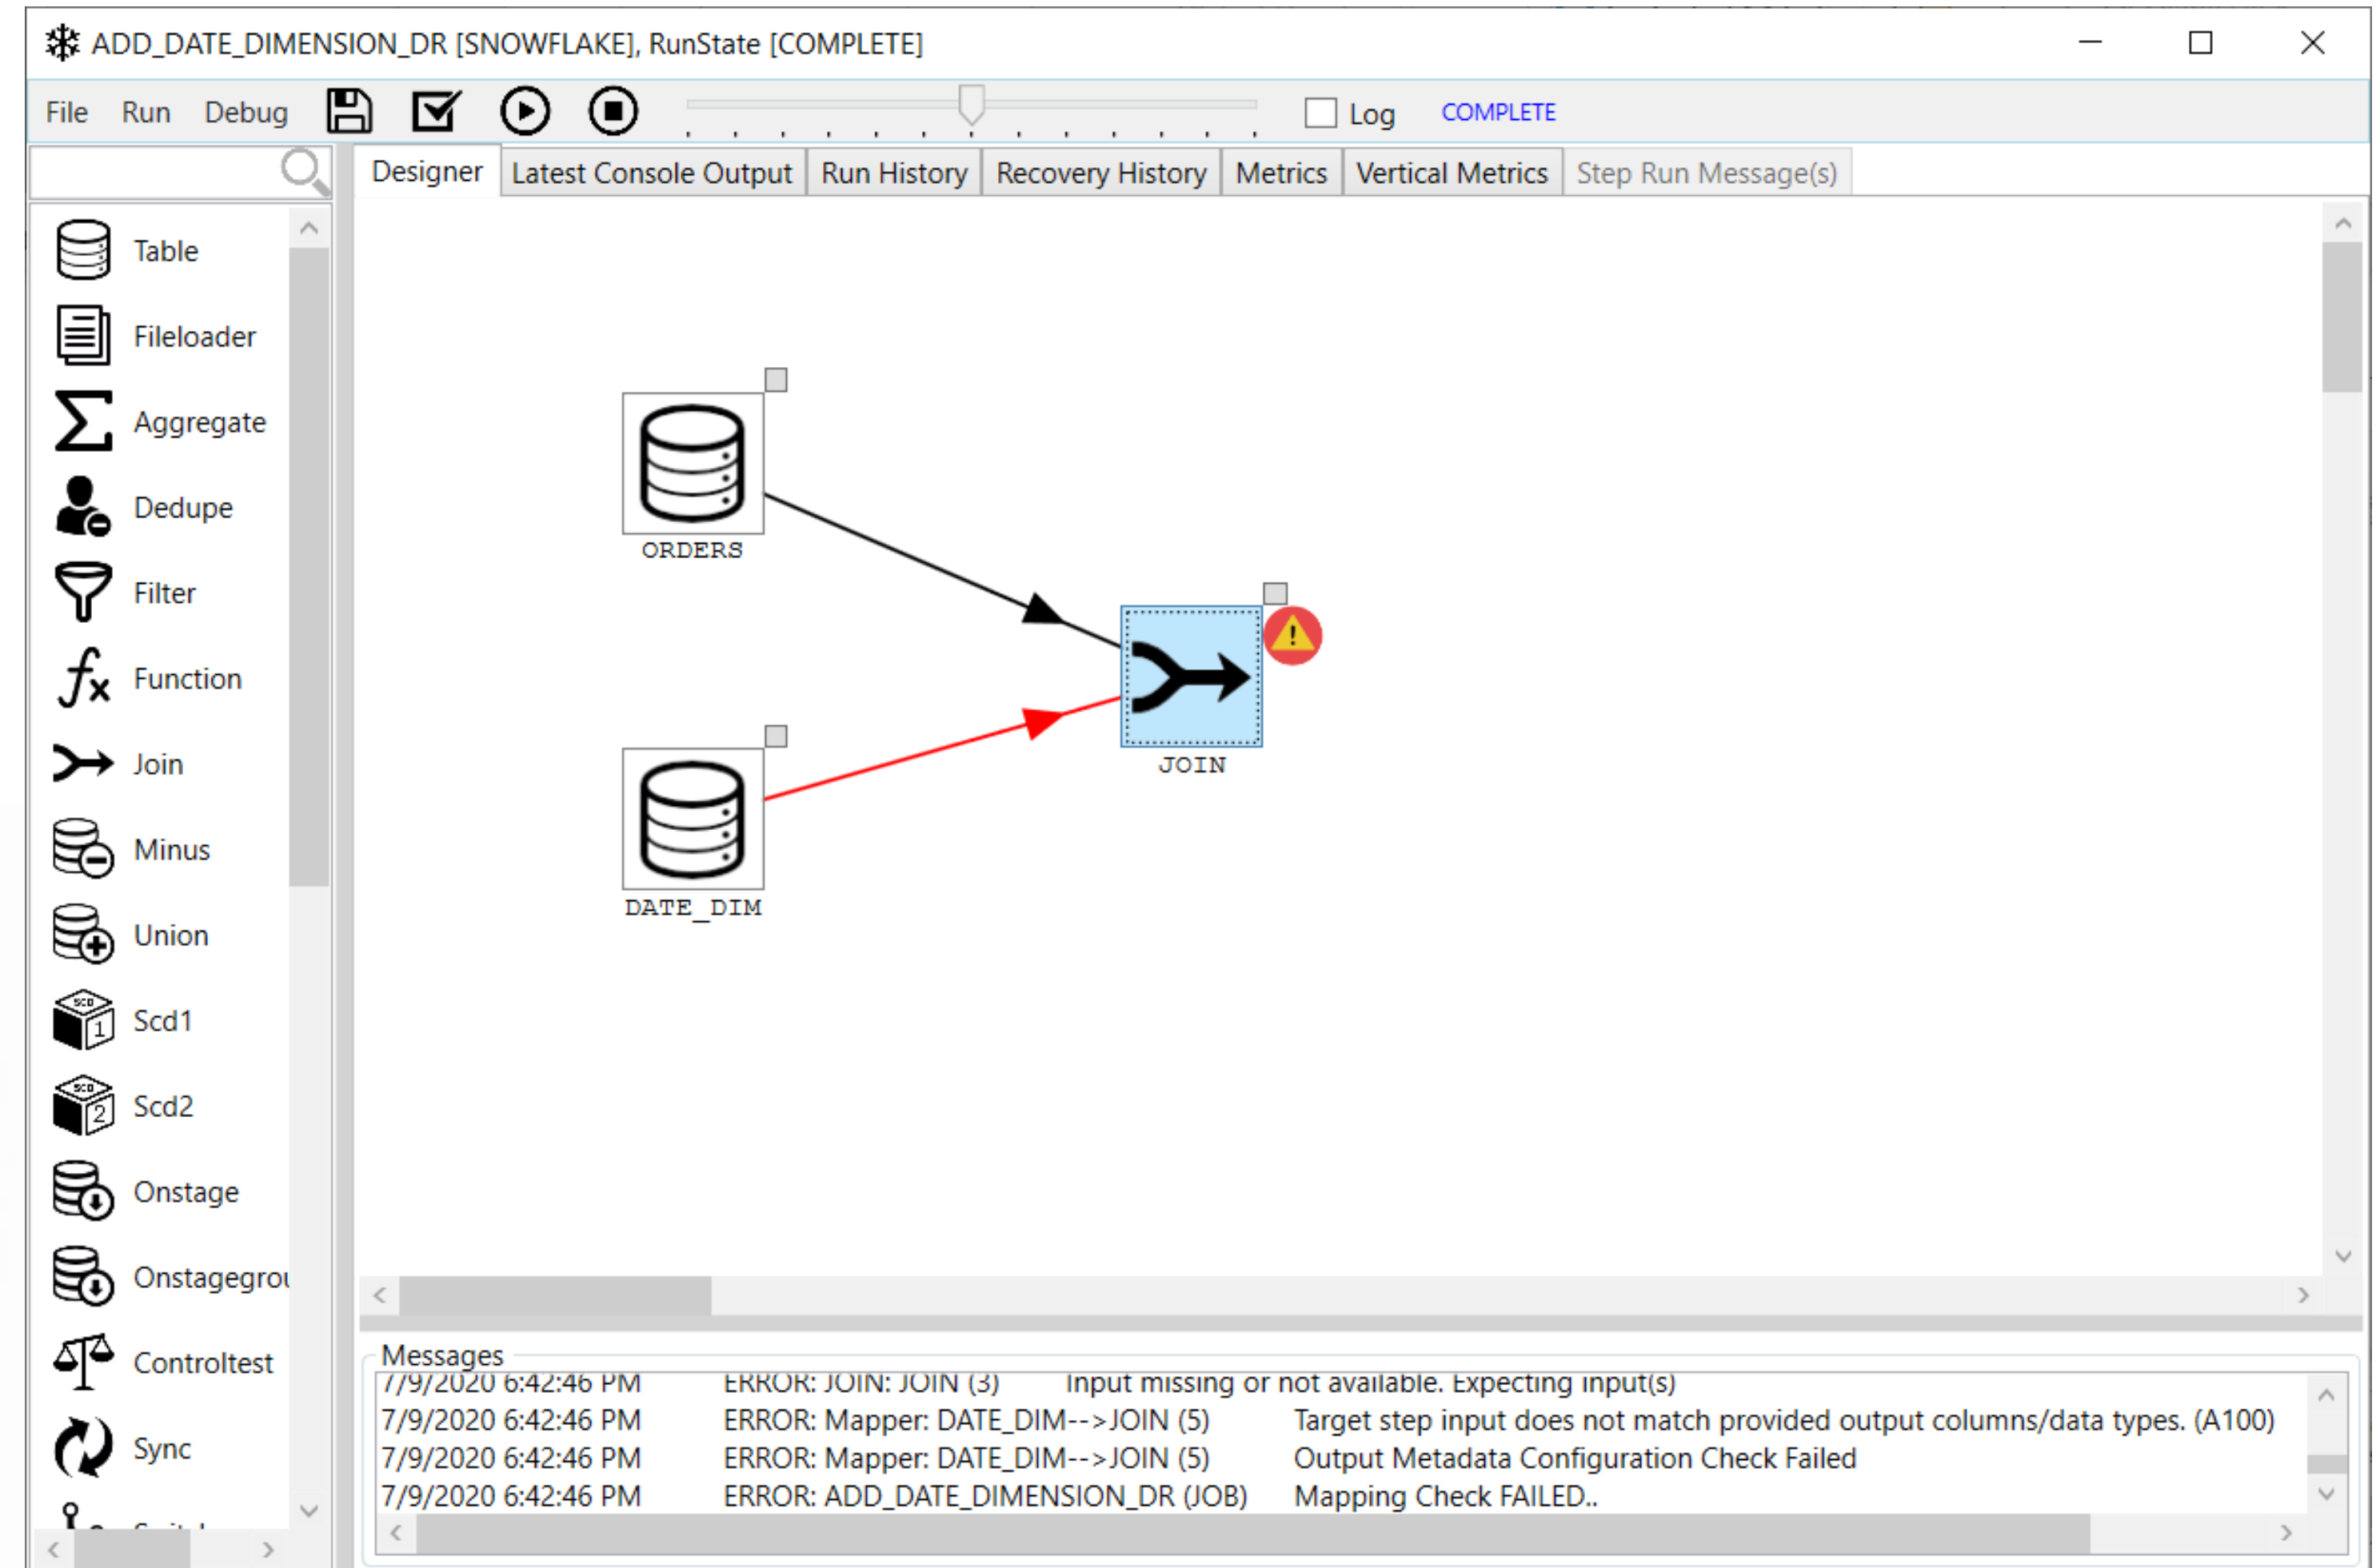 ADD_DATE_DIMENSION_DR [SNOWFLAKE], RunState [COMPLETE]
File Run Debug Log COMPLETE
Designer Latest Console Output Run History Recovery History Metrics Vertical Metrics Step Run Message(s)
Table
Fileloader
Aggregate
Dedupe
Filter
Function
Join
Minus
Union
SCD 1 Scd1
SCD 2 Scd2
Onstage
Onstagegrou
Controltest
Sync
ORDERS
JOIN
DATE_DIM
Messages
7/9/2020 6:42:46 PM ERROR: JOIN: JOIN (3) Input missing or not available. Expecting input(s)
7/9/2020 6:42:46 PM ERROR: Mapper: DATE_DIM-->JOIN (5) Target step input does not match provided output columns/data types. (A100)
7/9/2020 6:42:46 PM ERROR: Mapper: DATE_DIM-->JOIN (5) Output Metadata Configuration Check Failed
7/9/2020 6:42:46 PM ERROR: ADD_DATE_DIMENSION_DR (JOB) Mapping Check FAILED..